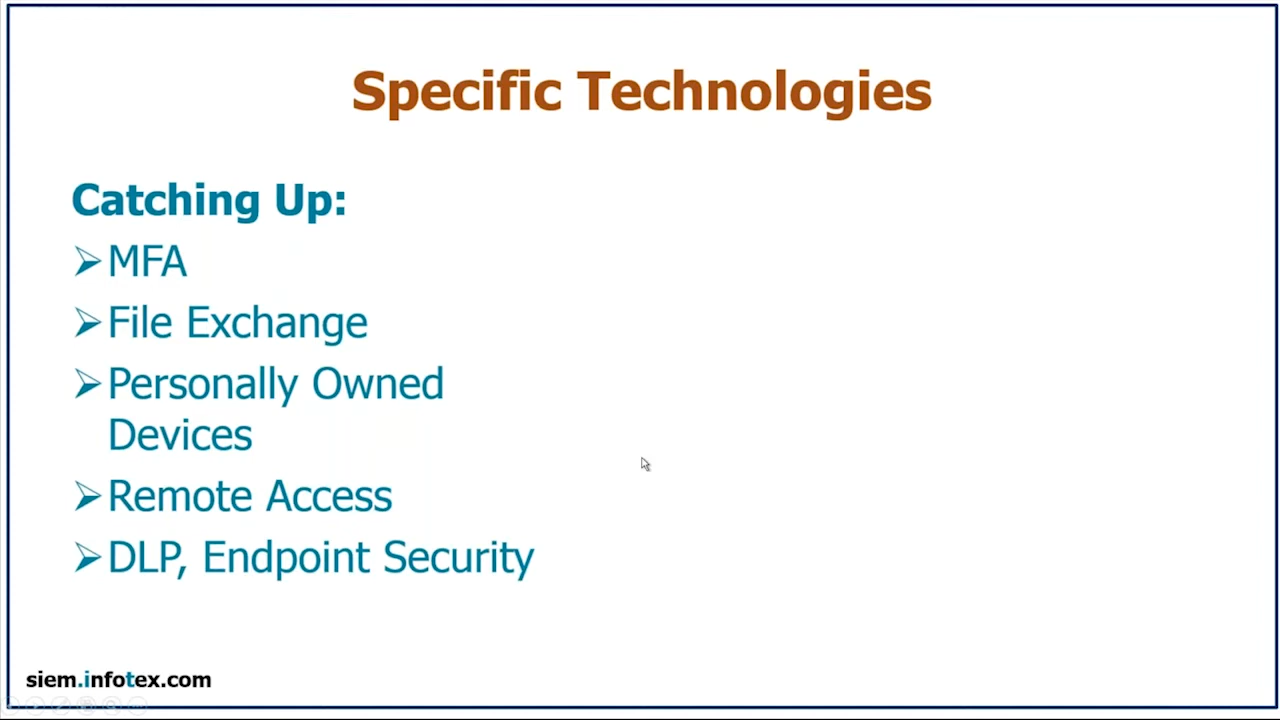 Specific Technologies
Catching Up:
➢MFA
➢File Exchange
➢Personally Owned
Devices
➢Remote Access
➢DLP, Endpoint Security
siem.infotex.com